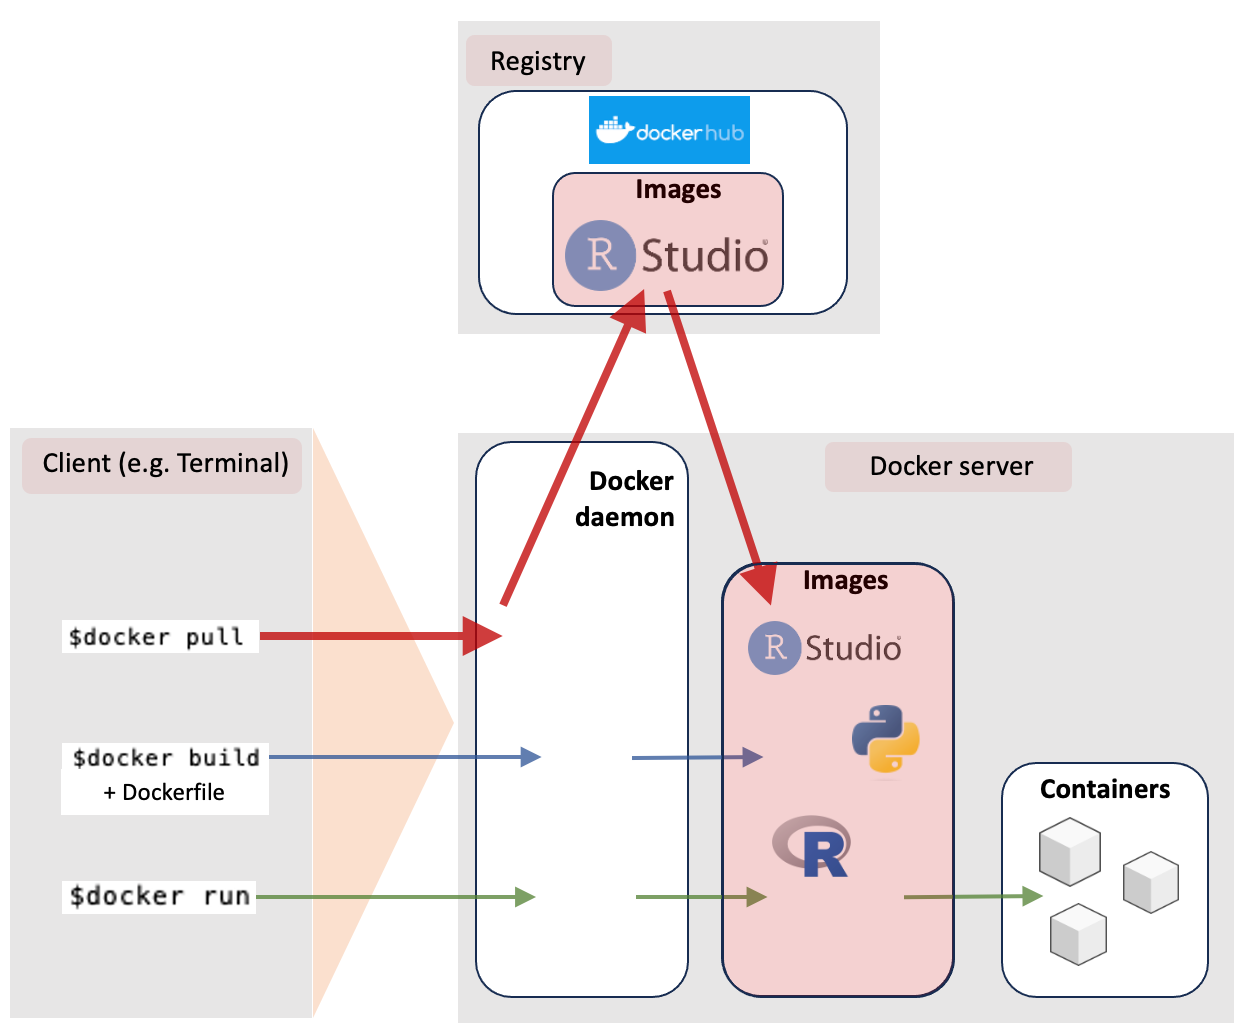 Registry
docker hub
Images
R Studio®
Client (e.g. Terminal)
Docker
daemon
Docker server
Images
R Studio®
$docker pull
$docker build
+ Dockerfile
Containers
R
$docker run